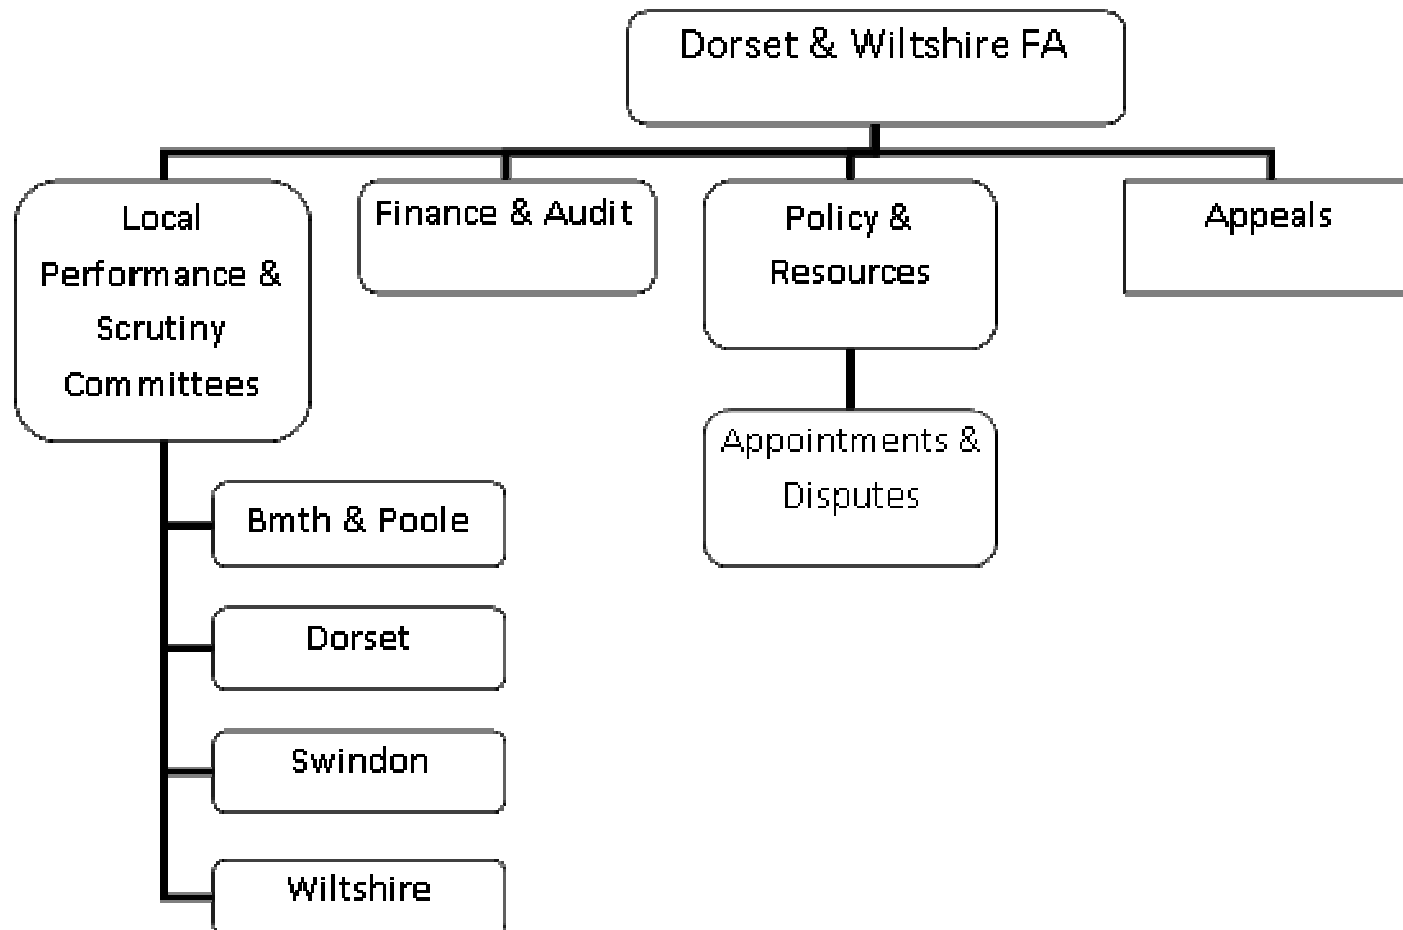 Dorset & Wiltshire FA
Local
Performance &
Scrutiny
Committees
Finance & Audit
Policy &
Resources
Appeals
Appointments &
Disputes
Bmth & Poole
Dorset
Swindon
Wiltshire